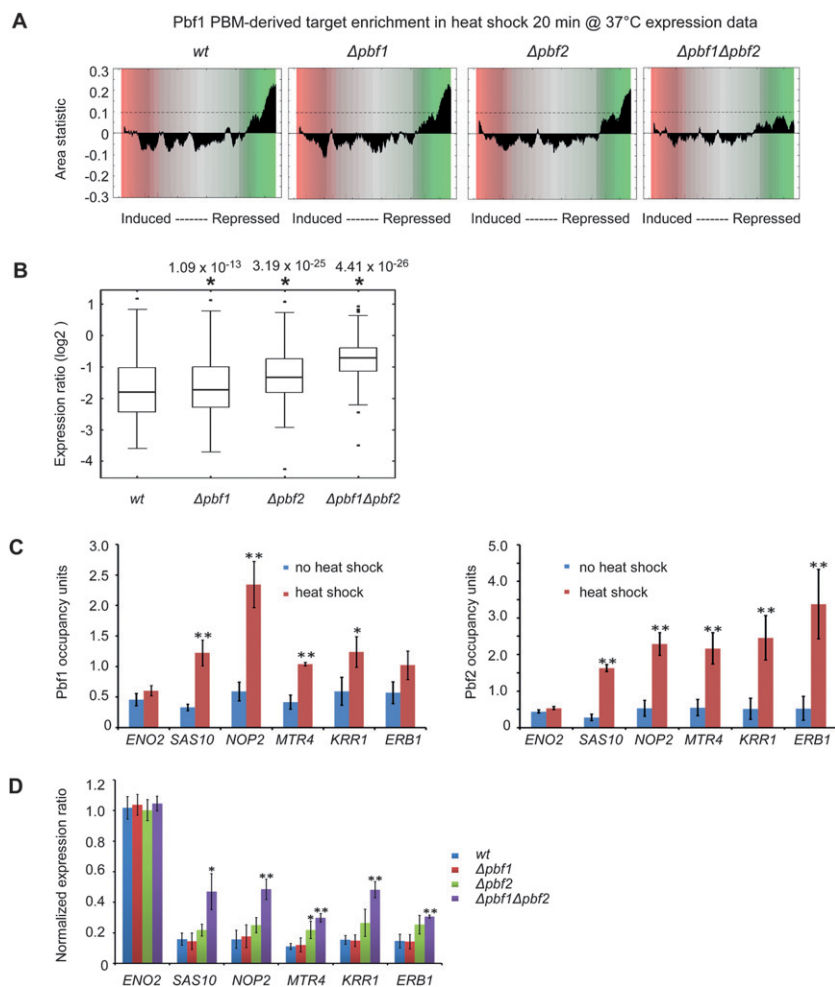 A
Pbf1 PBM-derived target enrichment in heat shock 20 min @ 37°C expression data
wt
Δpbf1
Δpbf2
Δpbf1Δpbf2
Area statistic
0.3
0.2
0.1
0
-0.1
-0.2
-0.3
Induced ------- Repressed
Induced ------- Repressed
Induced ------- Repressed
Induced ------- Repressed
B
1.09 x 10-13
3.19 x 10-25
4.41 x 10-26
* * *
Expression ratio (log2 )
1
0
-1
-2
-3
-4
wt Δpbf1 Δpbf2 Δpbf1Δpbf2
C
Pbf1 occupancy units
3.0
2.5
2.0
1.5
1.0
0.5
0
no heat shock
heat shock
** ** ** *
ENO2 SAS10 NOP2 MTR4 KRR1 ERB1
Pbf2 occupancy units
5.0
4.0
3.0
2.0
1.0
0
no heat shock
heat shock
** ** ** ** **
ENO2 SAS10 NOP2 MTR4 KRR1 ERB1
D
Normalized expression ratio
1.2
1.0
0.8
0.6
0.4
0.2
0
* ** * ** ** **
wt
Δpbf1
Δpbf2
Δpbf1Δpbf2
ENO2 SAS10 NOP2 MTR4 KRR1 ERB1